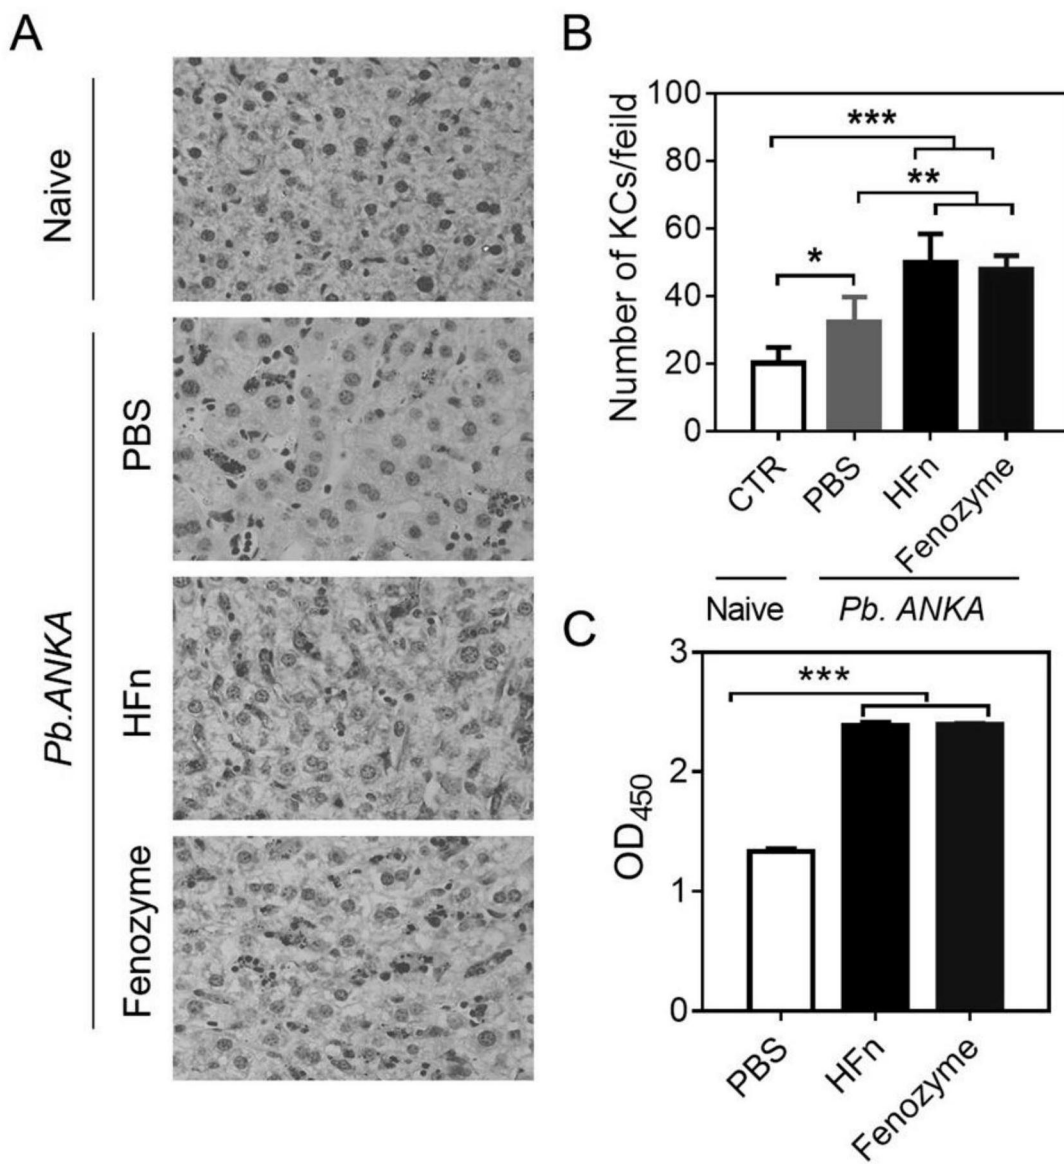 A
Naive
PBS
HFn
Fenozyme
Pb.ANKA
B
Number of KCs/feild
100
80
60
40
20
0
***
**
*
CTR
PBS
HFn
Fenozyme
Naive
Pb. ANKA
C
OD450
3
2
1
0
***
PBS
HFn
Fenozyme